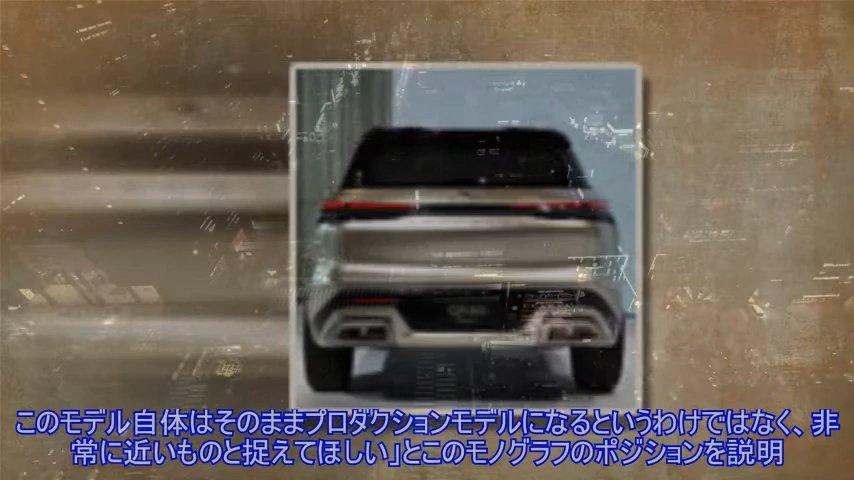 このモデル自体はそのままプロダクションモデルになるというわけではなく、非
常に近いものと捉えてほしい」とこのモノグラフのポジションを説明